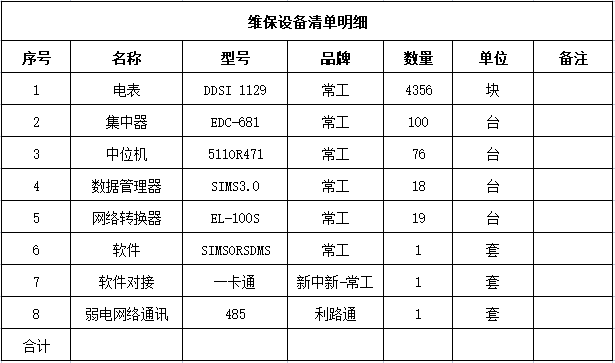 维保设备清单明细
序号 名称 型号 品牌 数量 单位 备注
1 电表 DDSI 1129 常工 4356 块
2 集中器 EDC-681 常工 100 台
3 中位机 5110R471 常工 76 台
4 数据管理器 SIMS3.0 常工 18 台
5 网络转换器 EL-100S 常工 19 台
6 软件 SIMSORSDMS 常工 1 套
7 软件对接 一卡通 新中新-常工 1 套
8 弱电网络通讯 485 利路通 1 套
合计